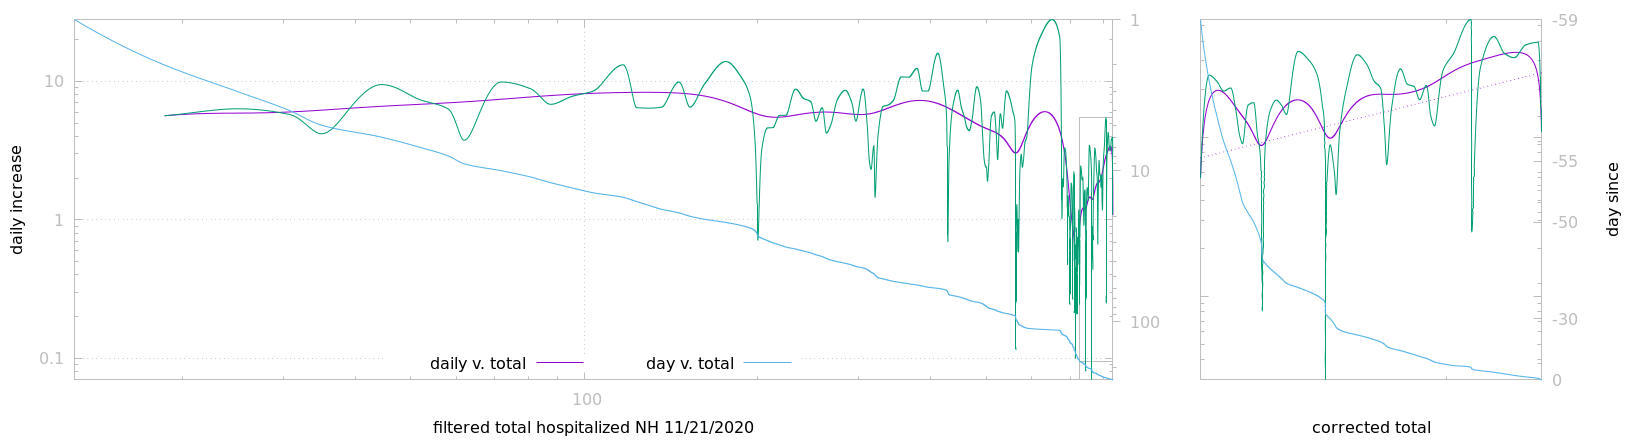 10
1
0.1
daily increase
daily v. total
day v. total
100
filtered total hospitalized NH 11/21/2020
1
10
100
-59
-55
-50
-30
0
day since
corrected total